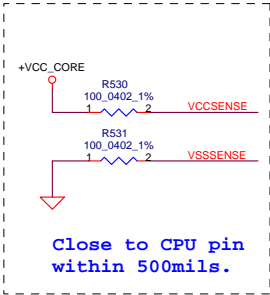 +VCC_CORE
R530
100_0402_1%
1 2 VCCSENSE
R531
100_0402_1%
1 2 VSSSENSE
Close to CPU pin
within 500mils.